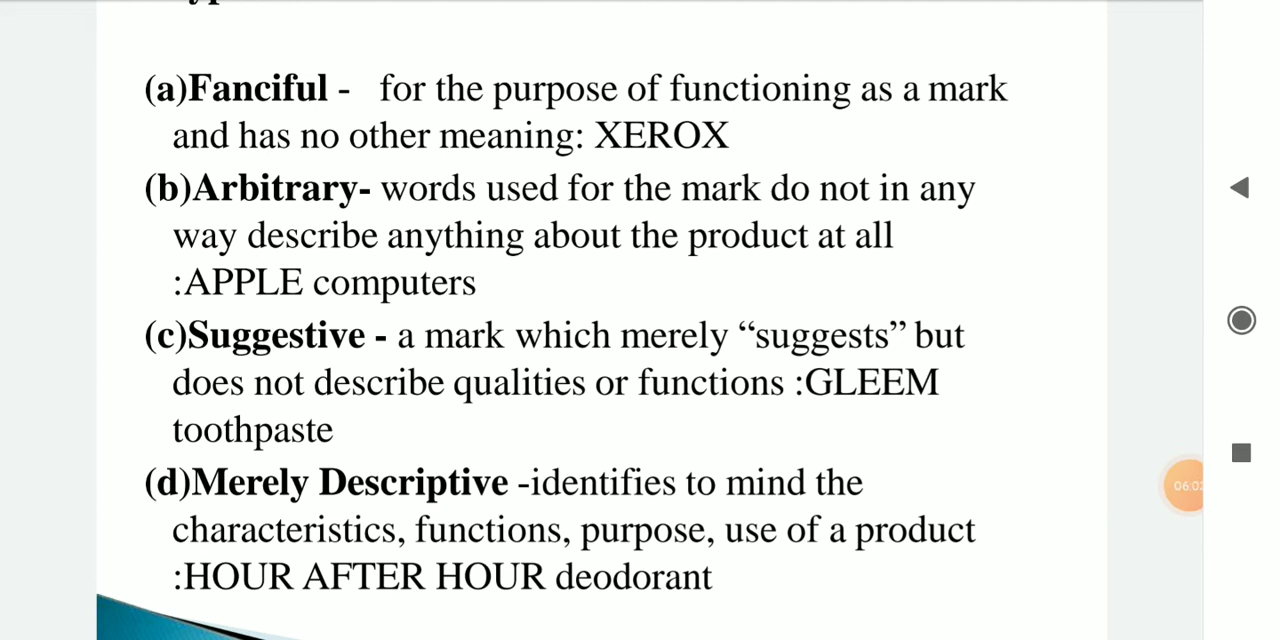 (a)Fanciful - for the purpose of functioning as a mark
and has no other meaning: XEROX
(b)Arbitrary- words used for the mark do not in any
way describe anything about the product at all
:APPLE computers
(c)Suggestive - a mark which merely “suggests” but
does not describe qualities or functions :GLEEM
toothpaste
(d)Merely Descriptive -identifies to mind the
characteristics, functions, purpose, use of a product
:HOUR AFTER HOUR deodorant